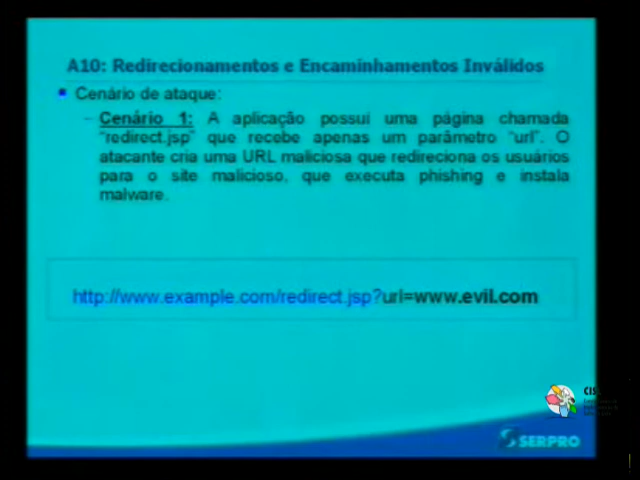 A10: Redirecionamentos e Encaminhamentos Inválidos
Cenário de ataque:
– Cenário 1: A aplicação possui uma página chamada
"redirect.jsp" que recebe apenas um parâmetro "url". O
atacante cria uma URL maliciosa que redireciona os usuários
para o site malicioso, que executa phishing e instala
malware.
http://www.example.com/redirect.jsp?url=www.evil.com
CIS
SERPRO